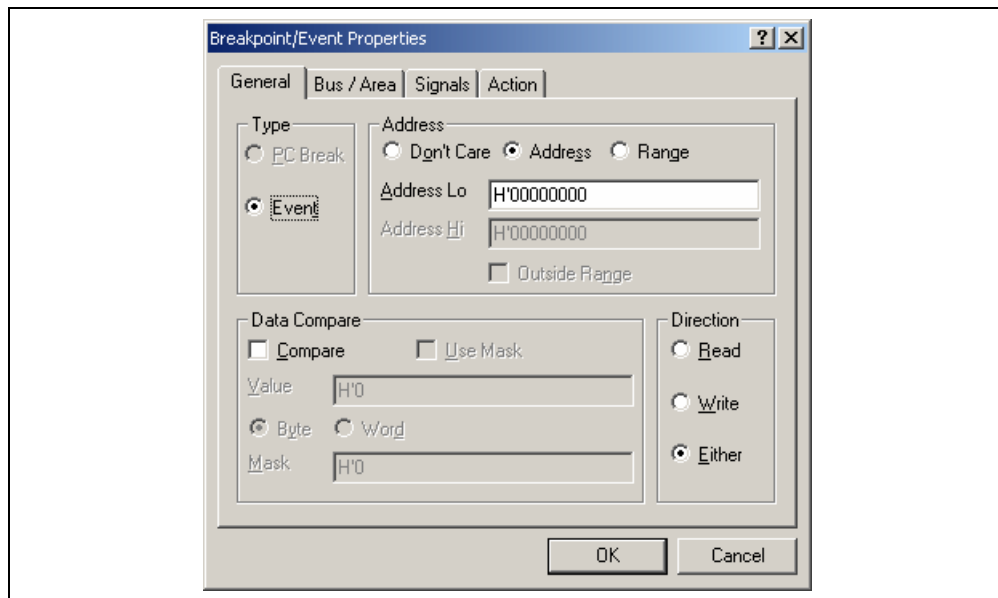 Breakpoint/Event Properties
General Bus / Area Signals Action
Type
PC Break
Event
Address
Don't Care Address Range
Address Lo H'00000000
Address Hi H'00000000
Outside Range
Data Compare
Compare Use Mask
Value H'0
Byte Word
Mask H'0
Direction
Read
Write
Either
OK Cancel